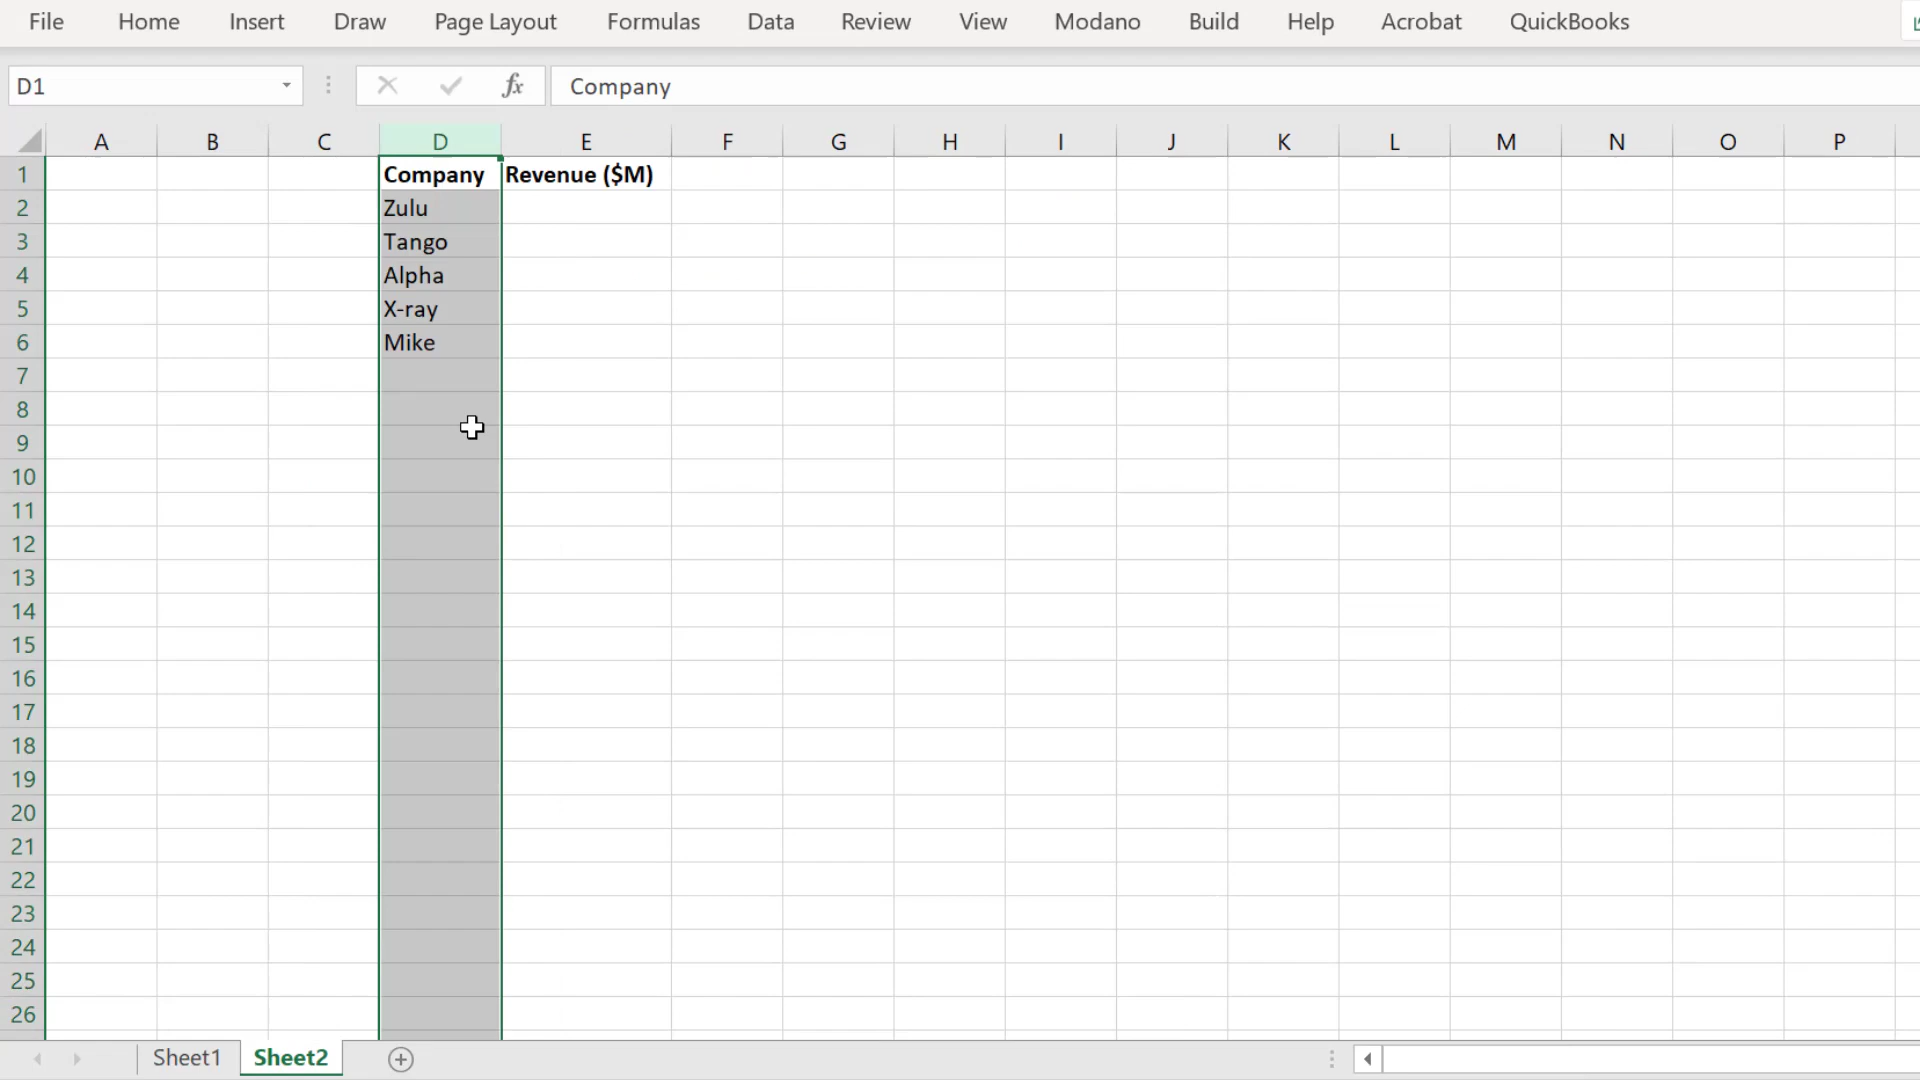 File Home Insert Draw Page Layout Formulas Data Review View Modano Build Help Acrobat QuickBooks
D1 fx Company
A B C D E F G H I J K L M N O P
1 Company Revenue ($M)
2 Zulu
3 Tango
4 Alpha
5 X-ray
6 Mike
7
8
9
10
11
12
13
14
15
16
17
18
19
20
21
22
23
24
25
26
Sheet1 Sheet2